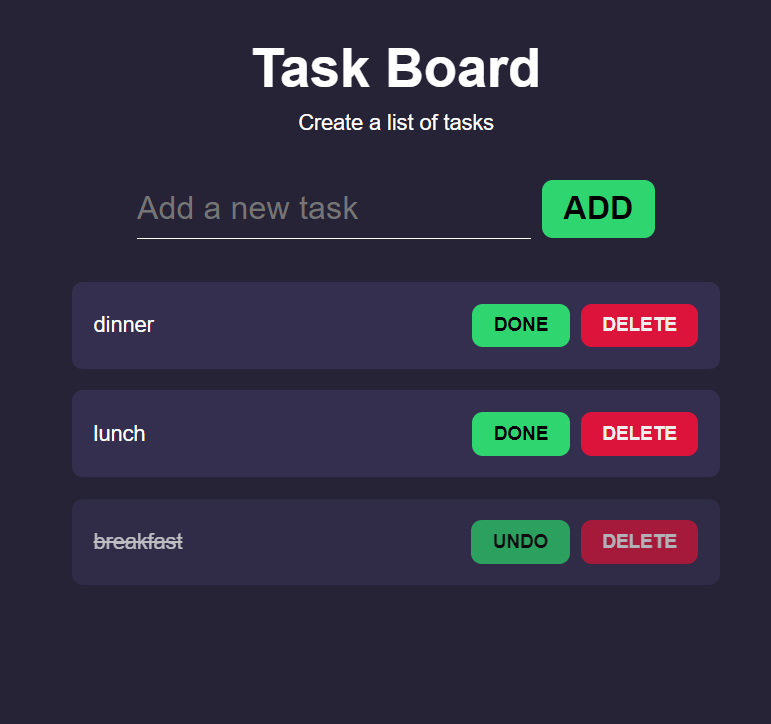 Task Board
Create a list of tasks
Add a new task ADD
dinner DONE DELETE
lunch DONE DELETE
breakfast UNDO DELETE